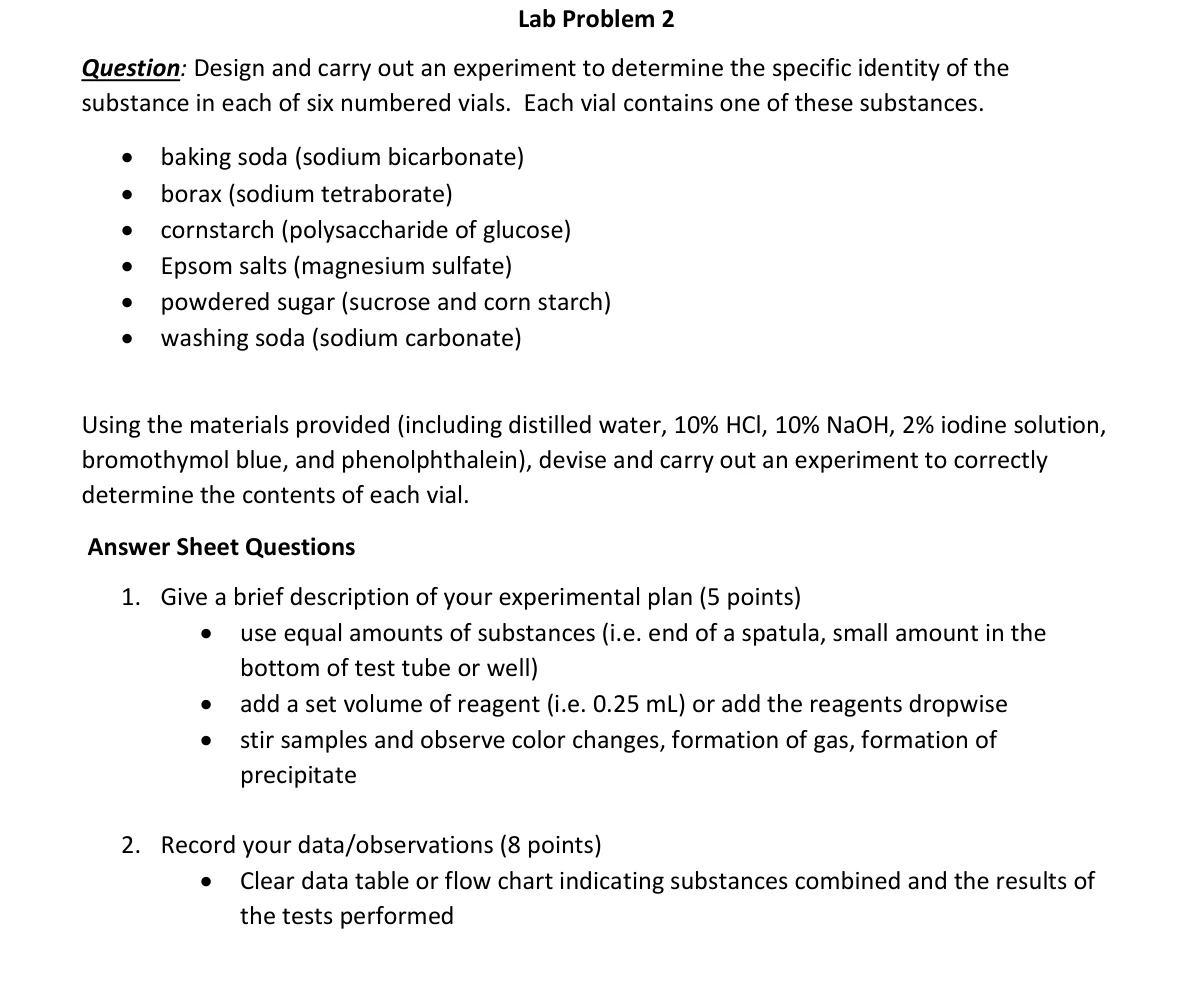 Lab Problem 2
Question: Design and carry out an experiment to determine the specific identity of the
substance in each of six numbered vials.  Each vial contains one of these substances.
• baking soda (sodium bicarbonate)
• borax (sodium tetraborate)
• cornstarch (polysaccharide of glucose)
• Epsom salts (magnesium sulfate)
• powdered sugar (sucrose and corn starch)
• washing soda (sodium carbonate)
Using the materials provided (including distilled water, 10% HCl, 10% NaOH, 2% iodine solution,
bromothymol blue, and phenolphthalein), devise and carry out an experiment to correctly
determine the contents of each vial.
Answer Sheet Questions
1. Give a brief description of your experimental plan (5 points)
• use equal amounts of substances (i.e. end of a spatula, small amount in the
bottom of test tube or well)
• add a set volume of reagent (i.e. 0.25 mL) or add the reagents dropwise
• stir samples and observe color changes, formation of gas, formation of
precipitate
2. Record your data/observations (8 points)
• Clear data table or flow chart indicating substances combined and the results of
the tests performed